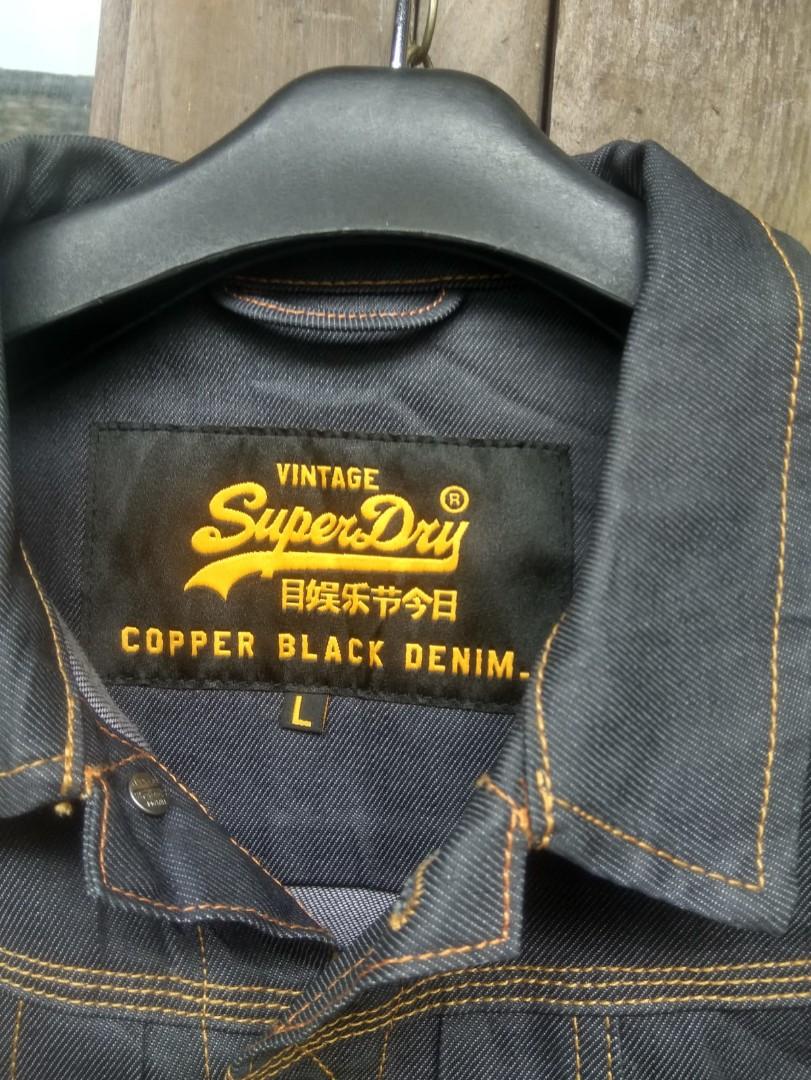 VINTAGE
SuperDry®
目娱乐节今日
COPPER BLACK DENIM.
L